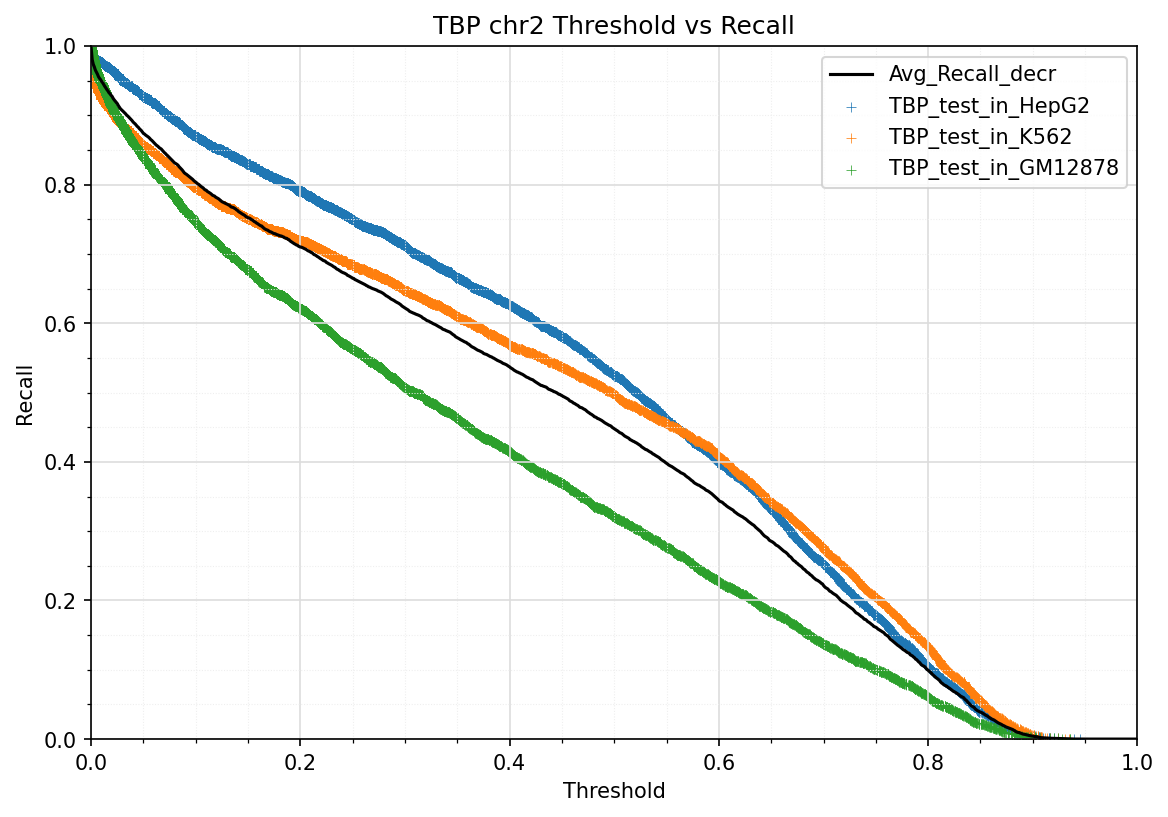 TBP chr2 Threshold vs Recall
Avg_Recall_decr
TBP_test_in_HepG2
TBP_test_in_K562
TBP_test_in_GM12878
Recall
1.0
0.8
0.6
0.4
0.2
0.0
0.0 0.2 0.4 0.6 0.8 1.0
Threshold